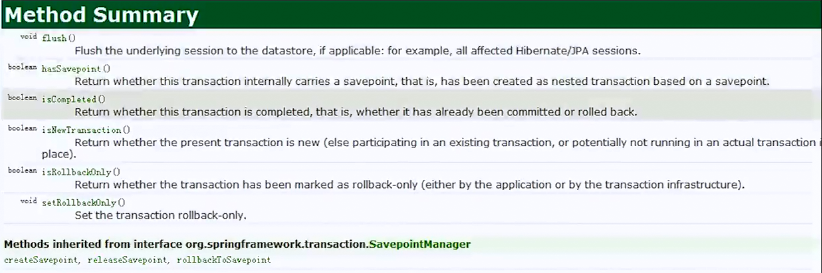 Method Summary
void flush()
Flush the underlying session to the datastore, if applicable: for example, all affected Hibernate/JPA sessions.
boolean hasSavepoint()
Return whether this transaction internally carries a savepoint, that is, has been created as nested transaction based on a savepoint.
boolean isCompleted()
Return whether this transaction is completed, that is, whether it has already been committed or rolled back.
boolean isNewTransaction()
Return whether the present transaction is new (else participating in an existing transaction, or potentially not running in an actual transaction i
place).
boolean isRollbackOnly()
Return whether the transaction has been marked as rollback-only (either by the application or by the transaction infrastructure).
void setRollbackOnly()
Set the transaction rollback-only.
Methods inherited from interface org.springframework.transaction.SavepointManager
createSavepoint, releaseSavepoint, rollbackToSavepoint